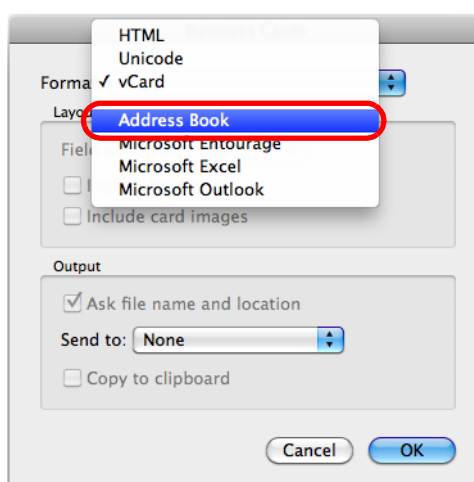 HTML
Unicode
Forma ✓ vCard
Layou
Address Book
Fiel
Microsoft Entourage
Microsoft Excel
I
Microsoft Outlook
Include card images
Output
Ask file name and location
Send to: None
Copy to clipboard
Cancel OK